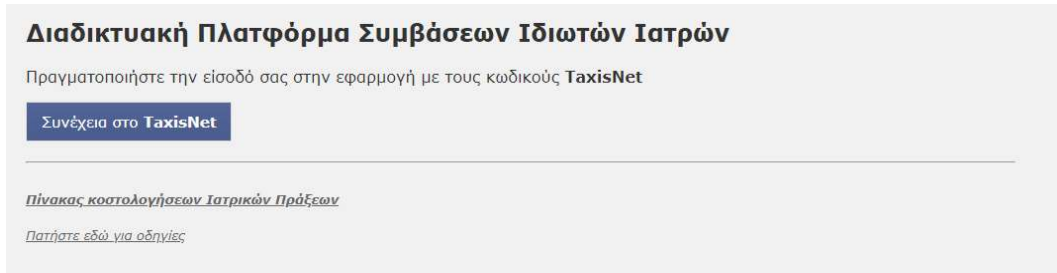 Διαδικτυακή Πλατφόρμα Συμβάσεων Ιδιωτών Ιατρών
Πραγματοποιήστε την είσοδό σας στην εφαρμογή με τους κωδικούς TaxisNet
Συνέχεια στο TaxisNet
Πίνακας κοστολογήσεων Ιατρικών Πράξεων
Πατήστε εδώ για οδηγίες